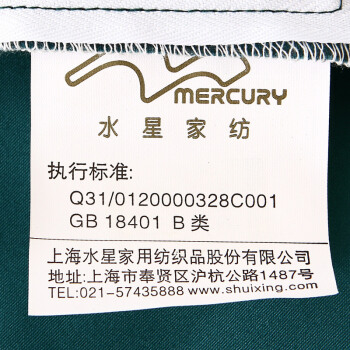 MERCURY
水星家纺
执行标准:
Q31/0120000328C001
GB 18401 B 类
上海水星家用纺织品股份有限公司
地址:上海市奉贤区沪杭公路1487号
TEL:021-57435888 www.shuixing.com